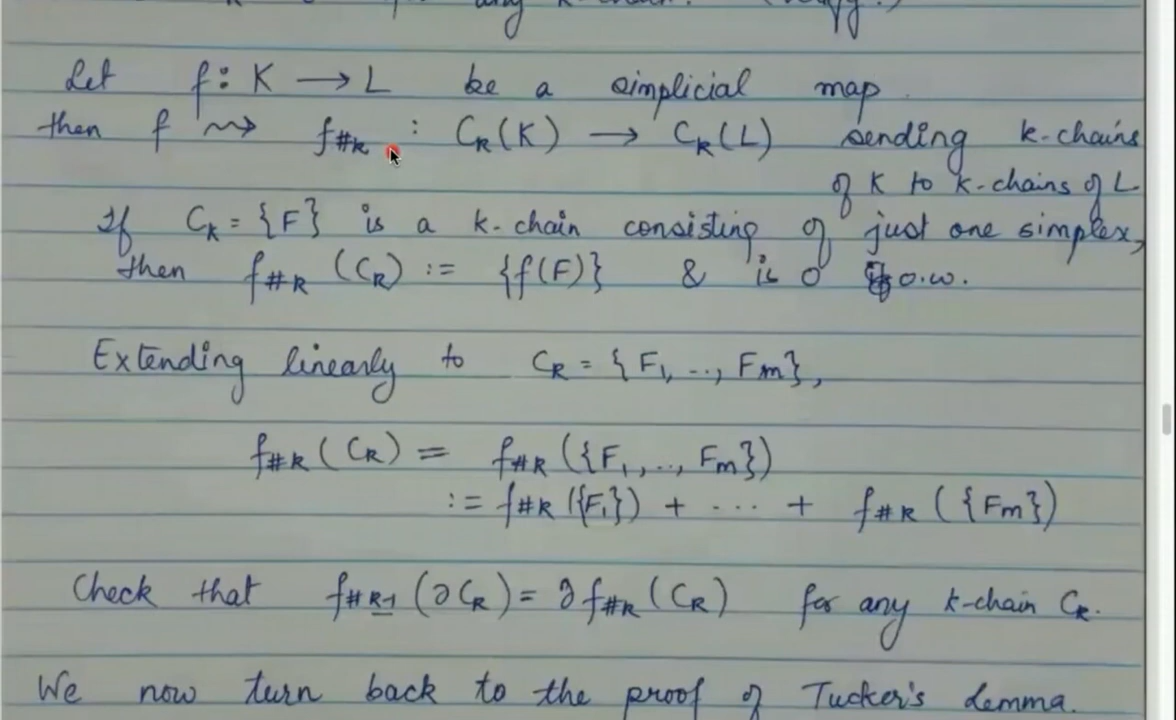 any k-chain.
Let f : K ⟶ L be a simplicial map.
then f ⇝ f#k : Ck(K) ⟶ Ck(L) sending k-chains
of K to k-chains of L
If Ck = {F} is a k-chain consisting of just one simplex,
then f#k (Ck) := {f(F)} & is 0 o.w.
Extending linearly to Ck = {F1, .., Fm},
f#k (Ck) = f#k ({F1, .., Fm})
:= f#k ({F1}) + ... + f#k ({Fm})
Check that f#k-1 (∂Ck) = ∂ f#k (Ck) for any k-chain Ck.
We now turn back to the proof of Tucker's Lemma.